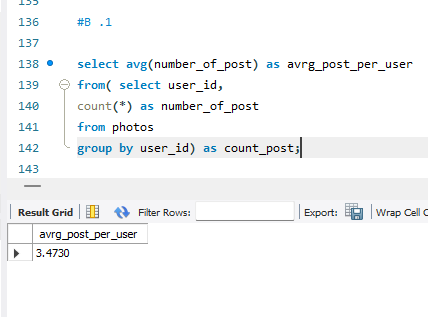 135
136 #B .1
137
138 select avg(number_of_post) as avrg_post_per_user
139 from( select user_id,
140 count(*) as number_of_post
141 from photos
142 group by user_id) as count_post;
143
Result Grid Filter Rows: Export: Wrap Cell C
avrg_post_per_user
3.4730